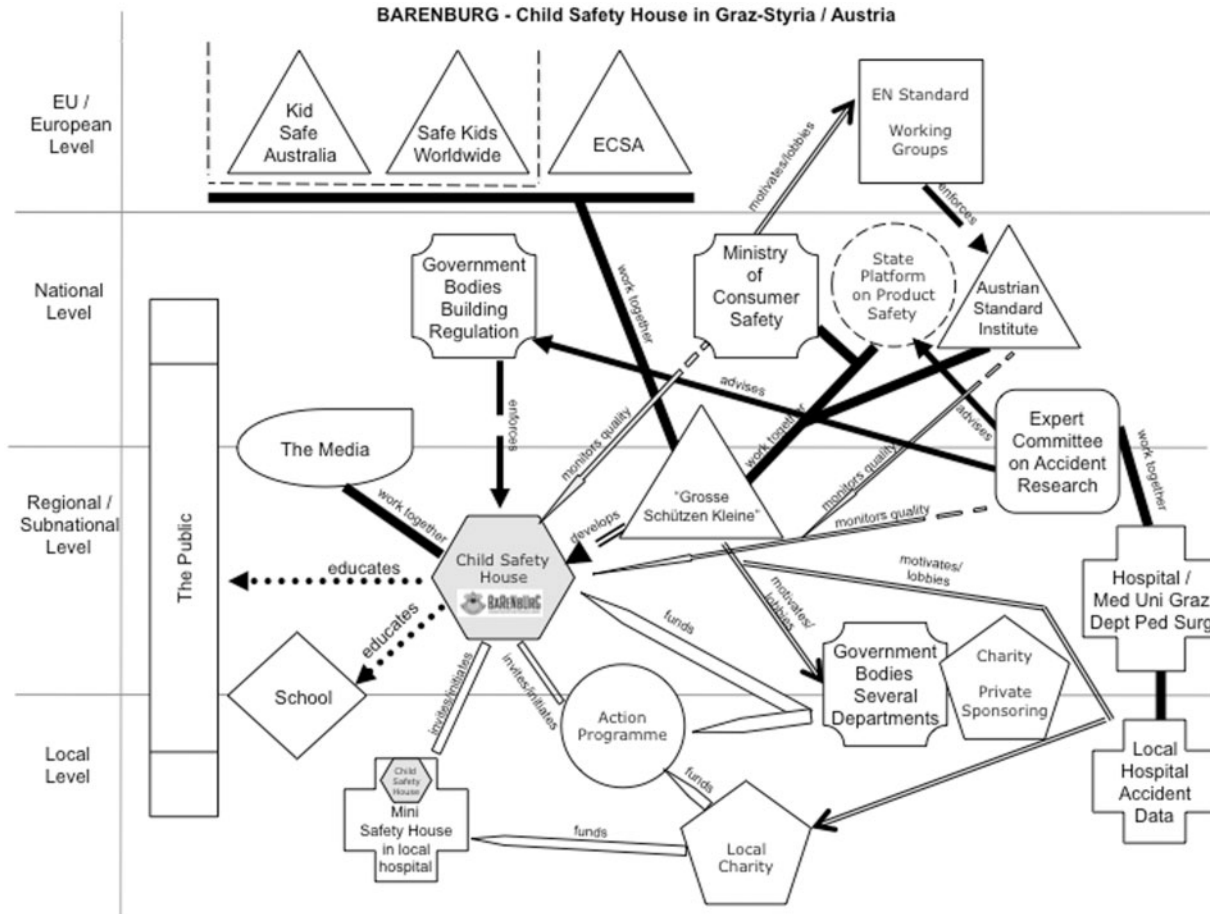 BARENBURG - Child Safety House in Graz-Styria / Austria
EU /
European
Level
Kid
Safe
Australia
Safe Kids
Worldwide
ECSA
motivates/lobbies
EN Standard
Working
Groups
enforces
National
Level
Government
Bodies
Building
Regulation
work together
Ministry
of
Consumer
Safety
State
Platform
on Product
Safety
Austrian
Standard
Institute
enforces
monitors quality
advises
work together
advises
monitors quality
Expert
Committee
on Accident
Research
work together
Regional /
Subnational
Level
The Public
The Media
work together
"Grosse
Schützen Kleine"
develops
monitors quality
Child Safety
House
BARENBURG
educates
educates
School
motivates/
lobbies
motivates/
lobbies
funds
Hospital /
Med Uni Graz
Dept Ped Surg
Government
Bodies
Several
Departments
Charity
Private
Sponsoring
invites/initiates
invites/initiates
Local
Level
Action
Programme
funds
funds
Child
Safety
House
Mini
Safety House
in local
hospital
funds
Local
Charity
Local
Hospital
Accident
Data